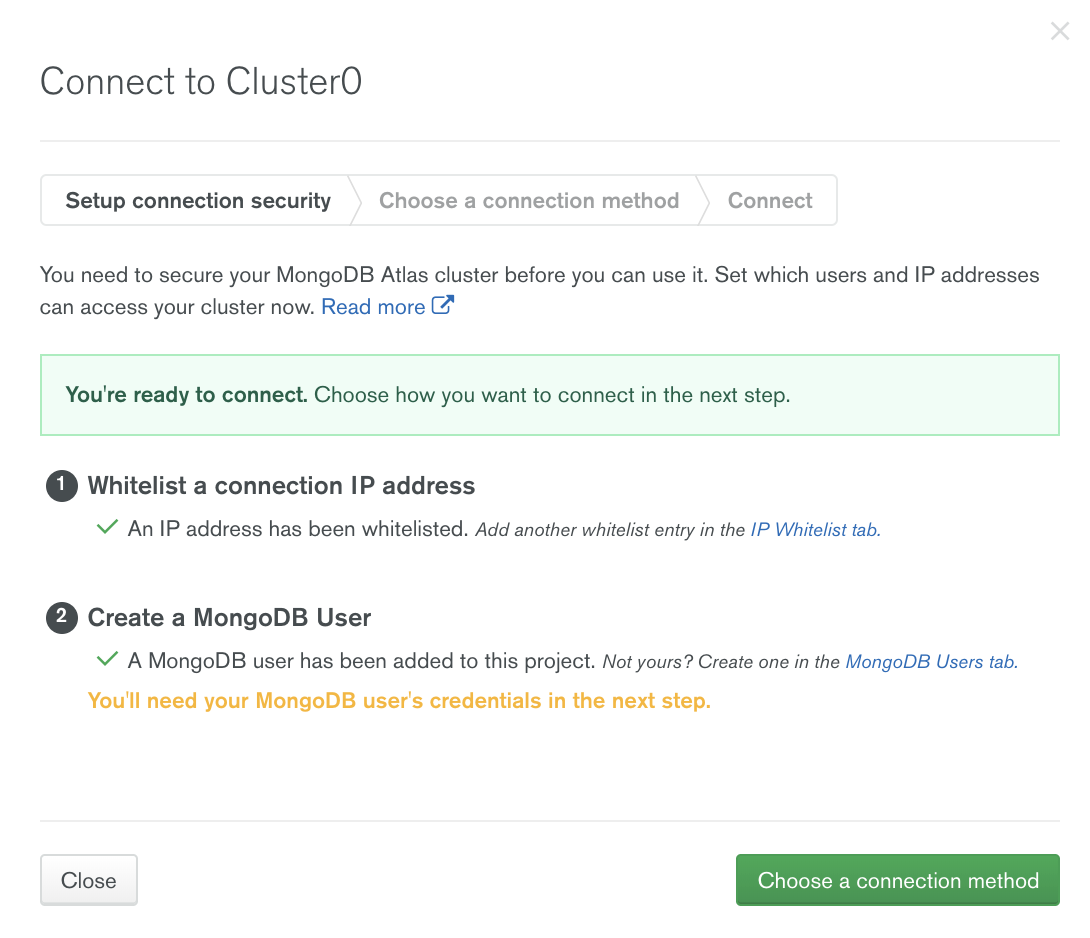 Connect to Cluster0
Setup connection security
Choose a connection method
Connect
You need to secure your MongoDB Atlas cluster before you can use it. Set which users and IP addresses
can access your cluster now. Read more
You're ready to connect. Choose how you want to connect in the next step.
1 Whitelist a connection IP address
An IP address has been whitelisted. Add another whitelist entry in the IP Whitelist tab.
2 Create a MongoDB User
A MongoDB user has been added to this project. Not yours? Create one in the MongoDB Users tab.
You'll need your MongoDB user's credentials in the next step.
Close
Choose a connection method